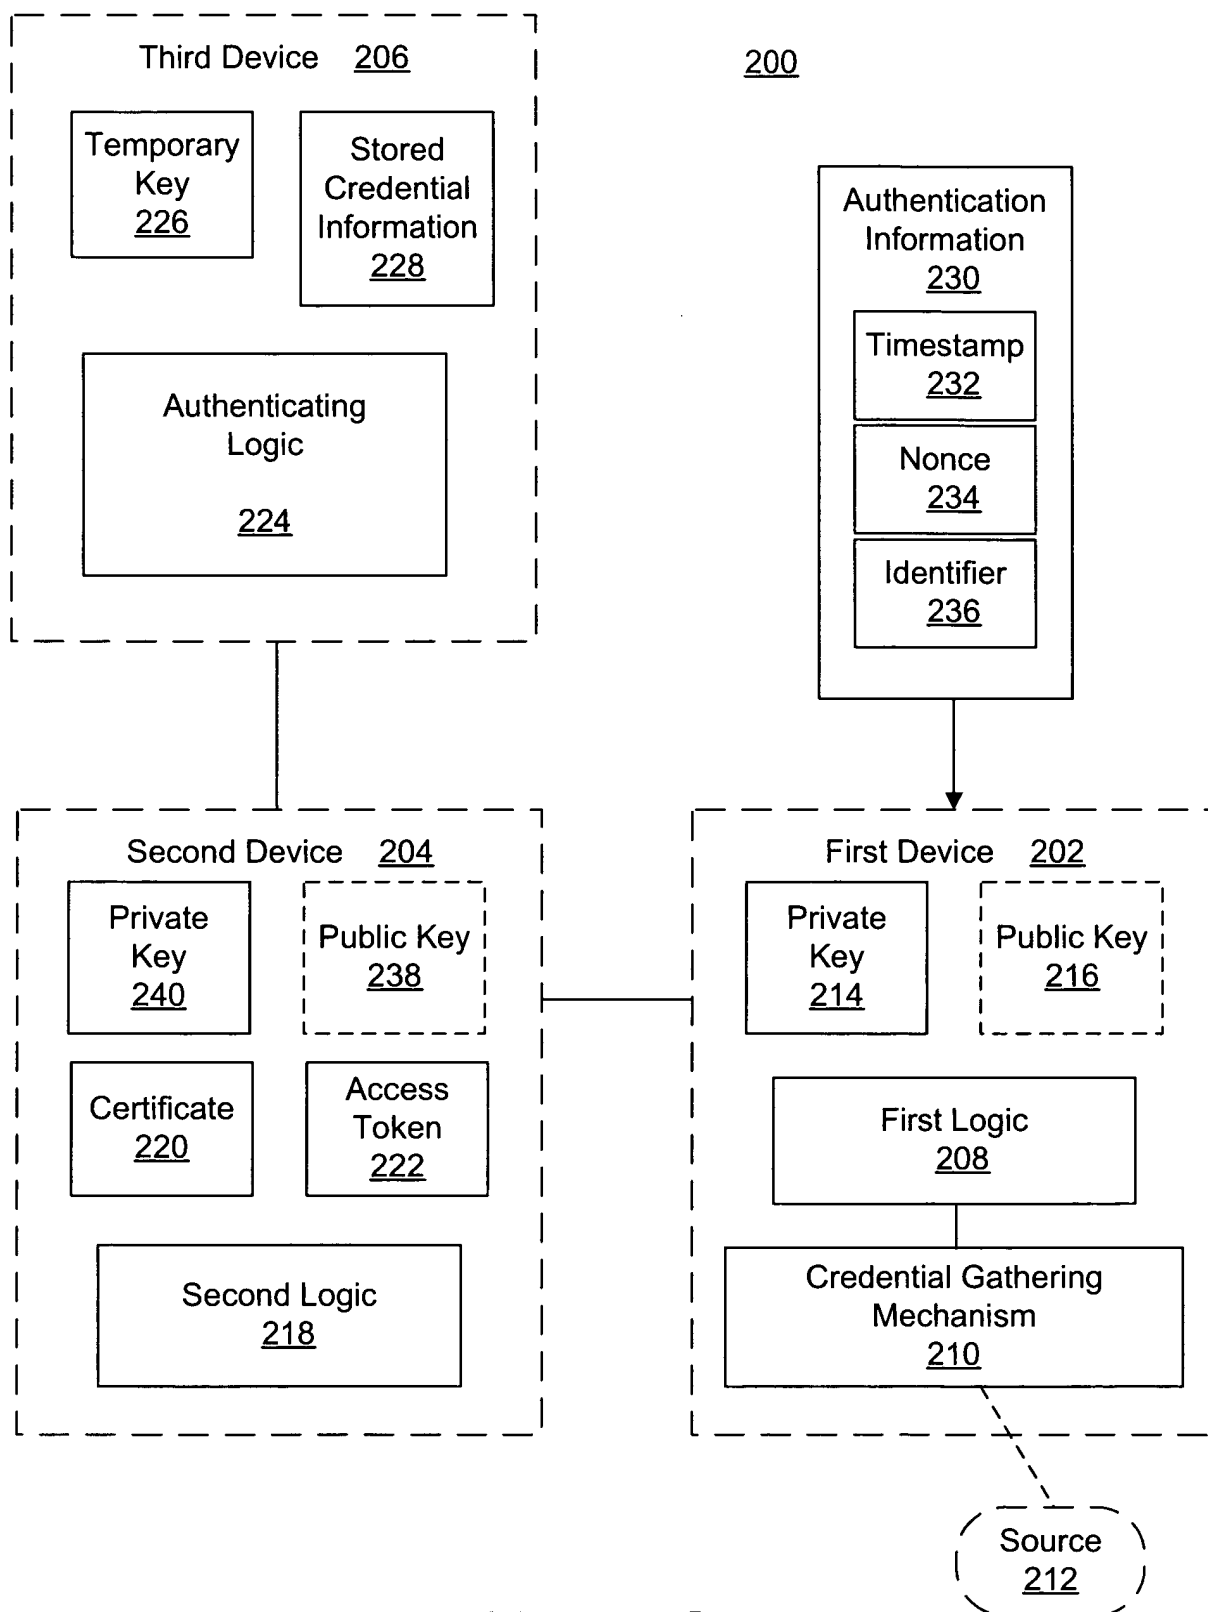 Third Device 206
200
Temporary
Key
226
Stored
Credential
Information
228
Authenticating
Logic
224
Authentication
Information
230
Timestamp
232
Nonce
234
Identifier
236
Second Device 204
Private
Key
240
Public Key
238
Certificate
220
Access
Token
222
Second Logic
218
First Device 202
Private
Key
214
Public Key
216
First Logic
208
Credential Gathering
Mechanism
210
Source
212